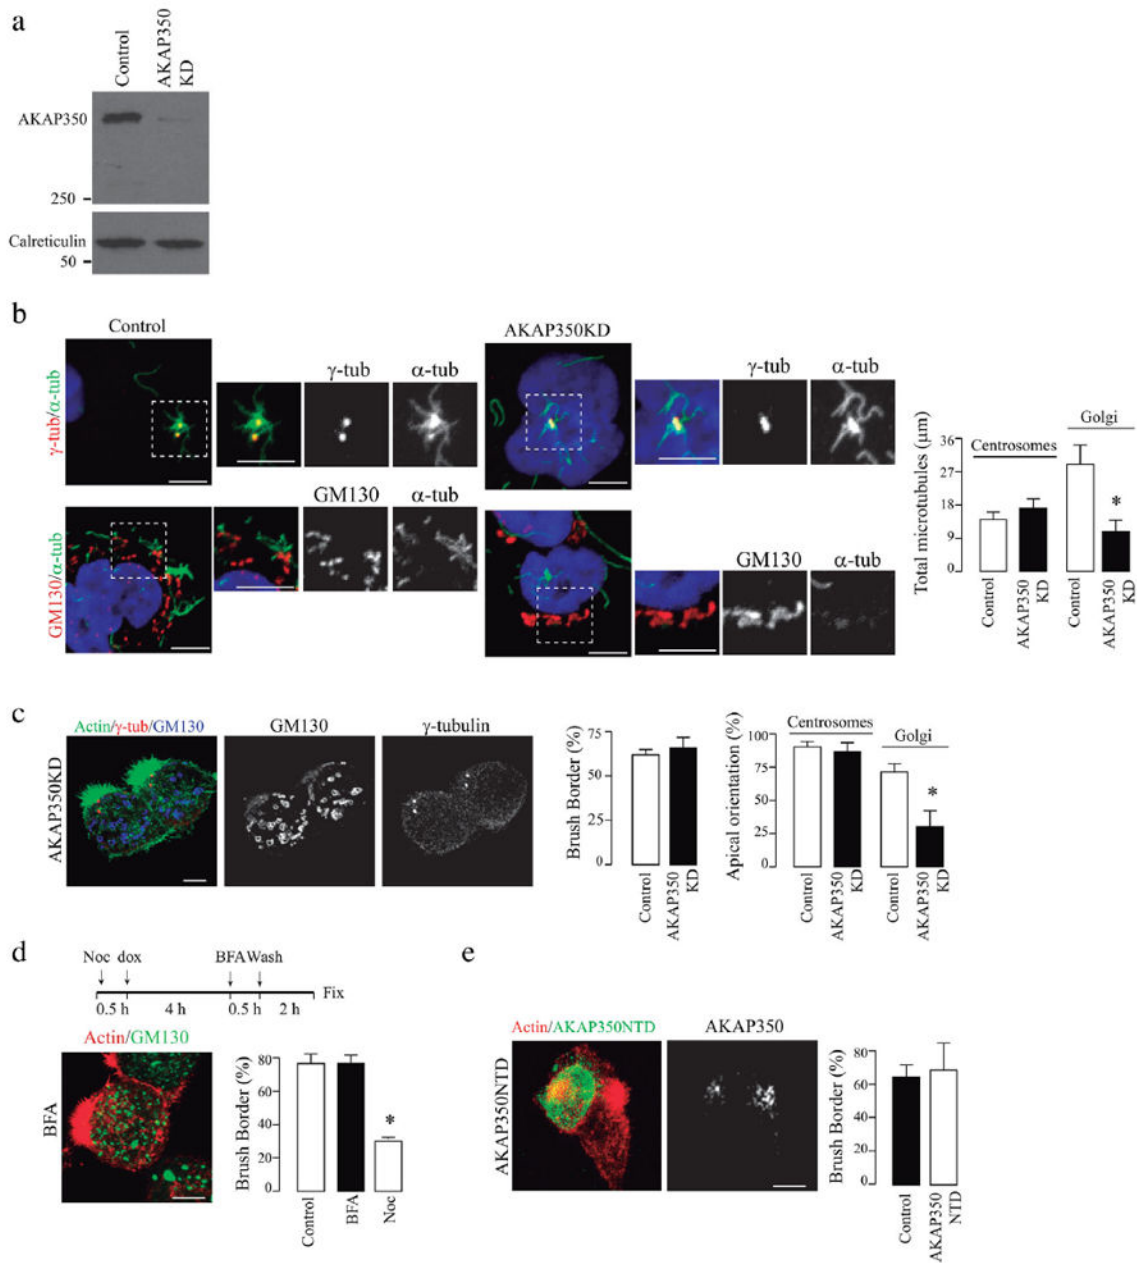 a
Control
AKAP350
KD
AKAP350
250
Calreticulin
50
b
Control
γ-tub/α-tub
γ-tub
α-tub
GM130/α-tub
GM130
α-tub
AKAP350KD
γ-tub
α-tub
GM130
α-tub
Total microtubules (μm)
36
27
18
9
0
Centrosomes
Golgi
*
Control
AKAP350
KD
Control
AKAP350
KD
c
AKAP350KD
Actin/γ-tub/GM130
GM130
γ-tubulin
Brush Border (%)
75
50
25
0
Control
AKAP350
KD
Apical orientation (%)
100
75
50
25
0
Centrosomes
Golgi
*
Control
AKAP350
KD
Control
AKAP350
KD
d
Noc dox
BFA Wash
0.5 h
4 h
0.5 h
2 h
Fix
Actin/GM130
BFA
Brush Border (%)
80
60
40
20
0
*
Control
BFA
Noc
e
AKAP350NTD
Actin/AKAP350NTD
AKAP350
Brush Border (%)
80
60
40
20
0
Control
AKAP350
NTD